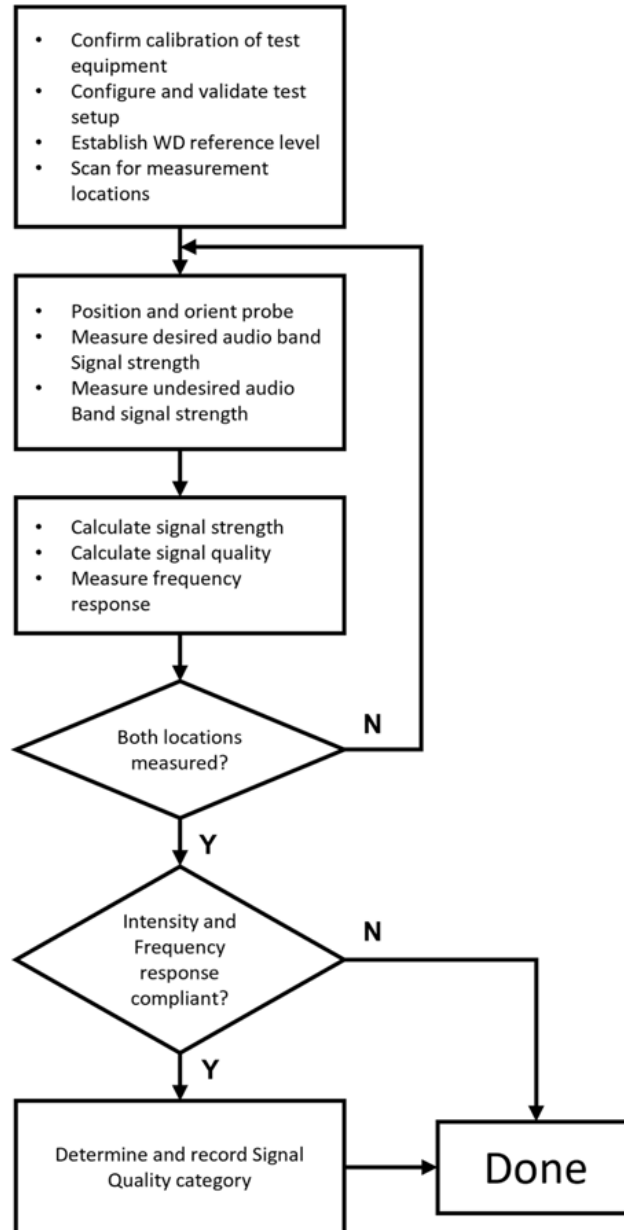 • Confirm calibration of test
equipment
• Configure and validate test
setup
• Establish WD reference level
• Scan for measurement
locations
• Position and orient probe
• Measure desired audio band
Signal strength
• Measure undesired audio
Band signal strength
• Calculate signal strength
• Calculate signal quality
• Measure frequency
response
Both locations
measured?
N
Y
Intensity and
Frequency
response
compliant?
N
Y
Determine and record Signal
Quality category
Done